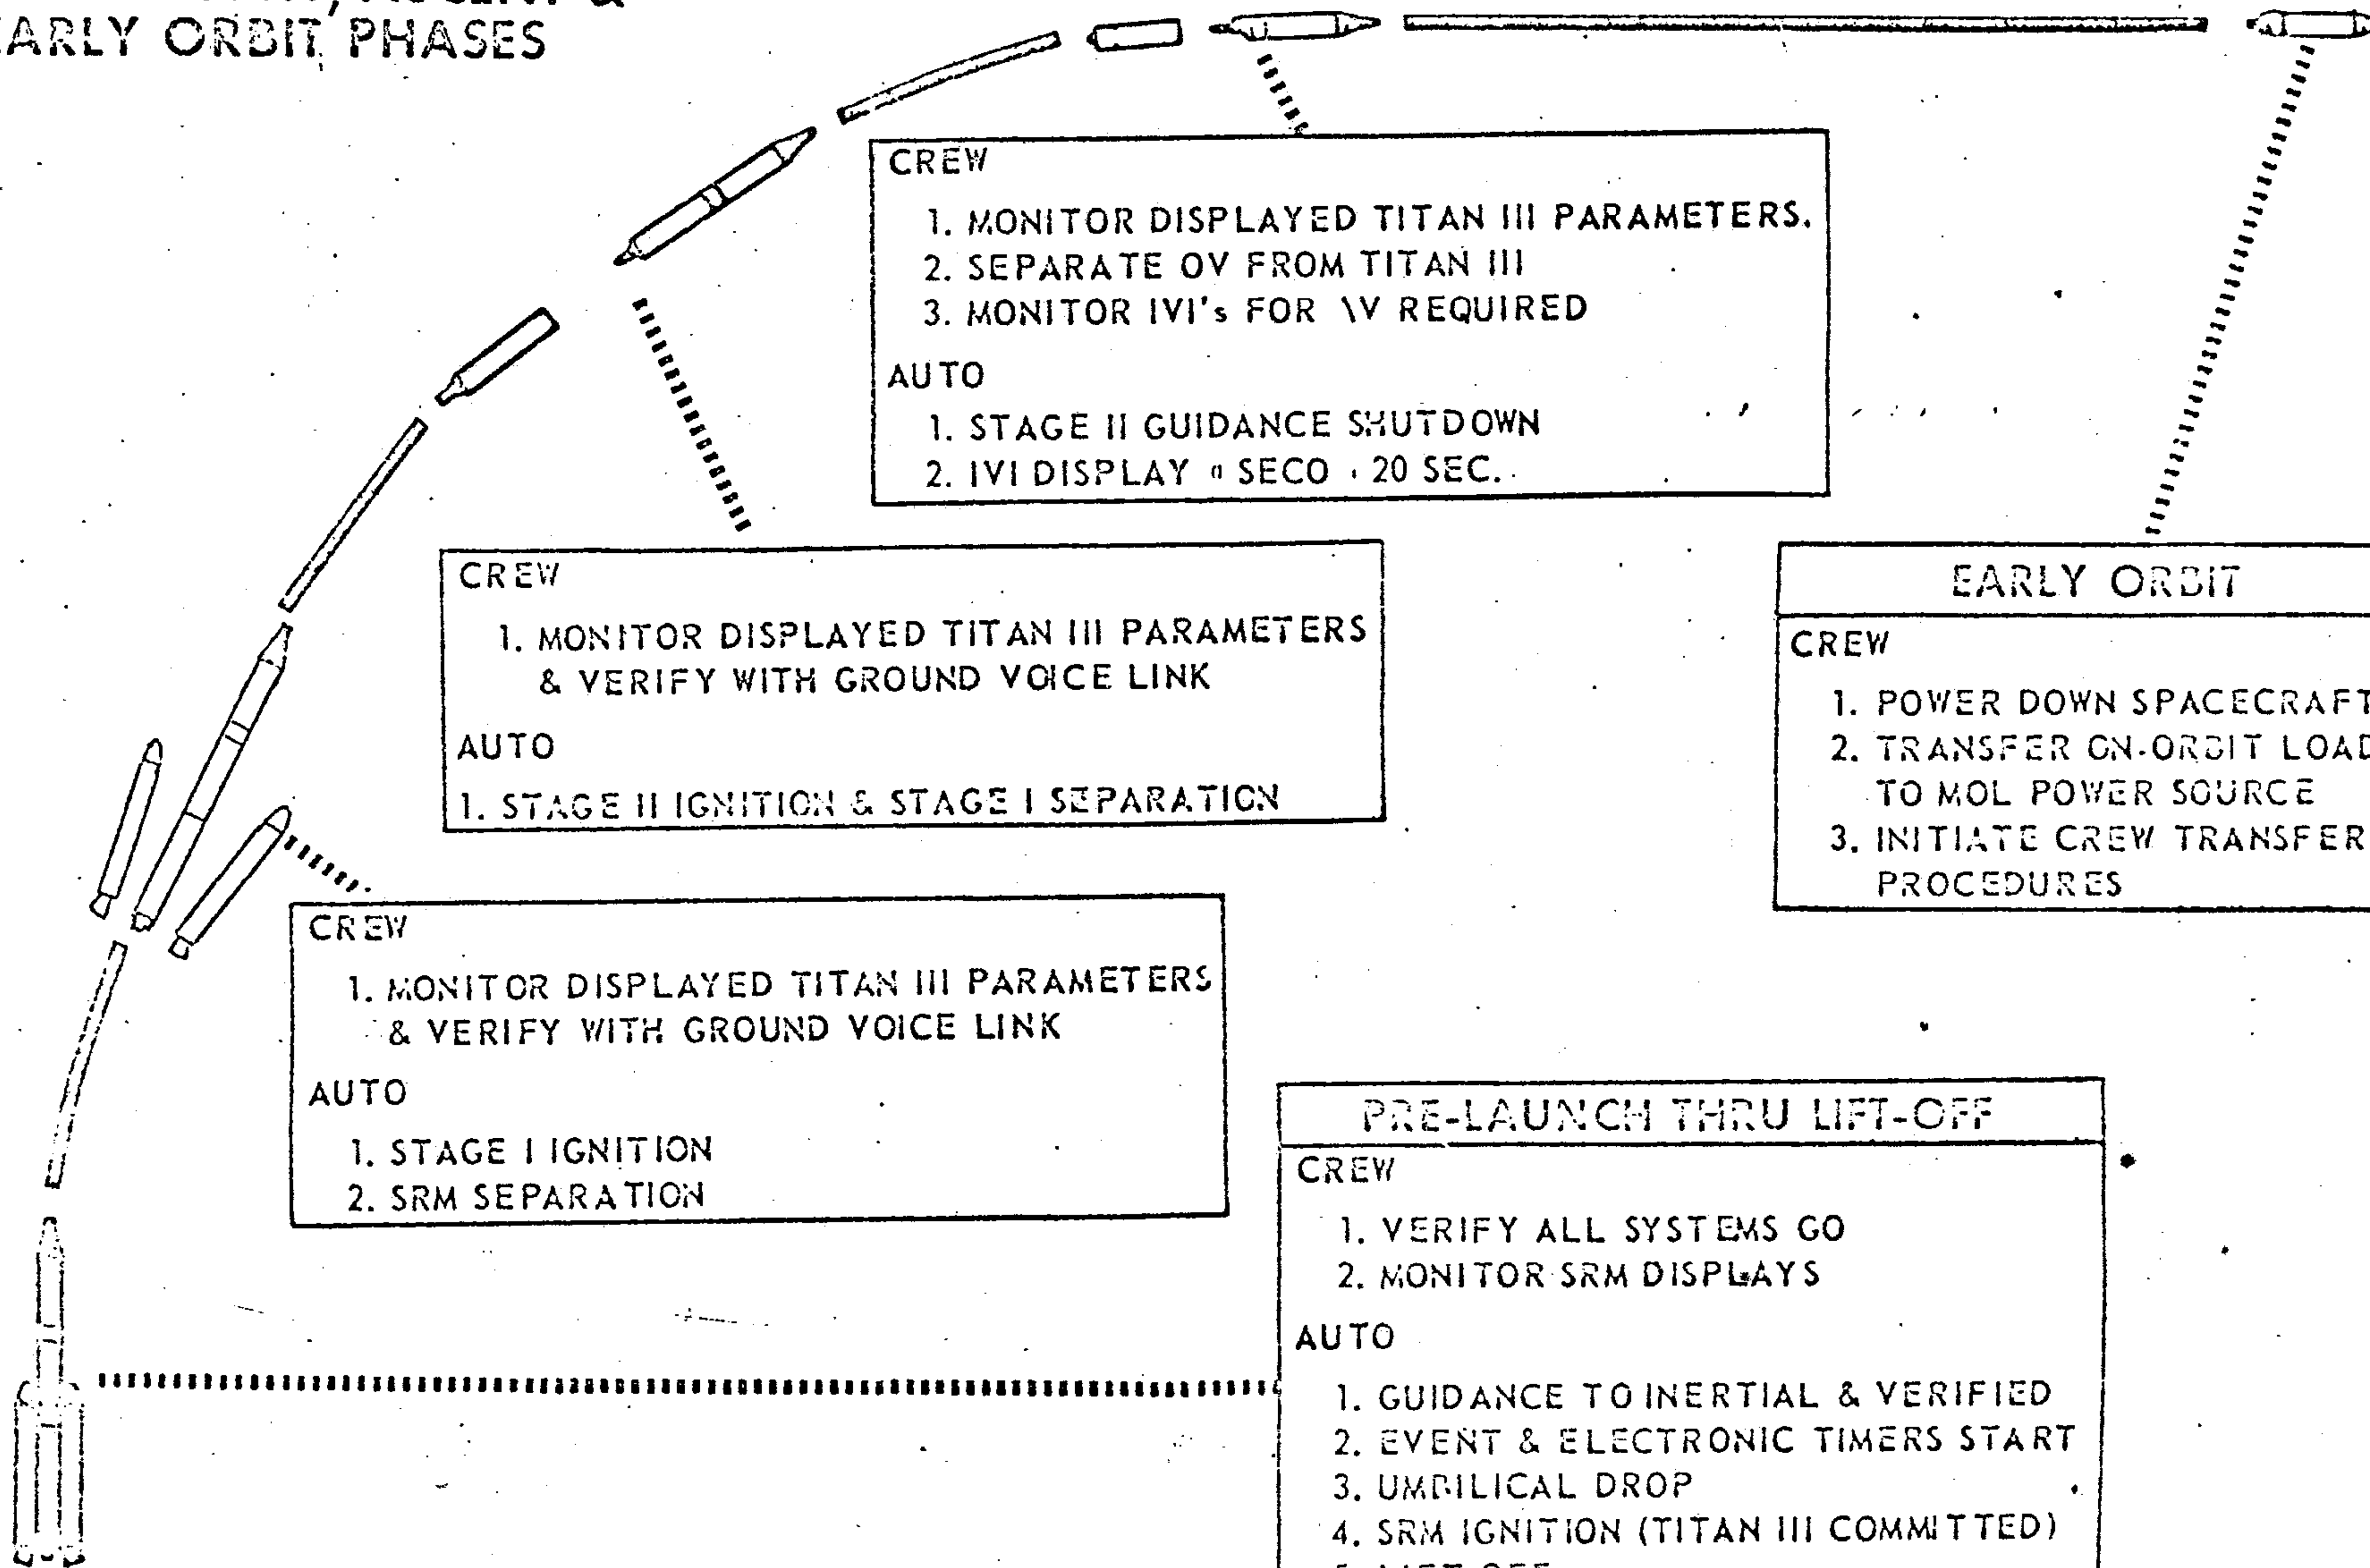 EARLY ORBIT PHASES
CREW
1. MONITOR DISPLAYED TITAN III PARAMETERS.
2. SEPARATE OV FROM TITAN III
3. MONITOR IVI's FOR \V REQUIRED
AUTO
1. STAGE II GUIDANCE SHUTDOWN
2. IVI DISPLAY SECO 20 SEC.
CREW
1. MONITOR DISPLAYED TITAN III PARAMETERS
& VERIFY WITH GROUND VOICE LINK
AUTO
1. STAGE II IGNITION & STAGE I SEPARATION
EARLY ORBIT
CREW
1. POWER DOWN SPACECRAFT
2. TRANSFER ON-ORBIT LOAD
TO MOL POWER SOURCE
3. INITIATE CREW TRANSFER
PROCEDURES
CREW
1. MONITOR DISPLAYED TITAN III PARAMETERS
& VERIFY WITH GROUND VOICE LINK
AUTO
1. STAGE I IGNITION
2. SRM SEPARATION
PRE-LAUNCH THRU LIFT-OFF
CREW
1. VERIFY ALL SYSTEMS GO
2. MONITOR SRM DISPLAYS
AUTO
1. GUIDANCE TO INERTIAL & VERIFIED
2. EVENT & ELECTRONIC TIMERS START
3. UMBILICAL DROP
4. SRM IGNITION (TITAN III COMMITTED)